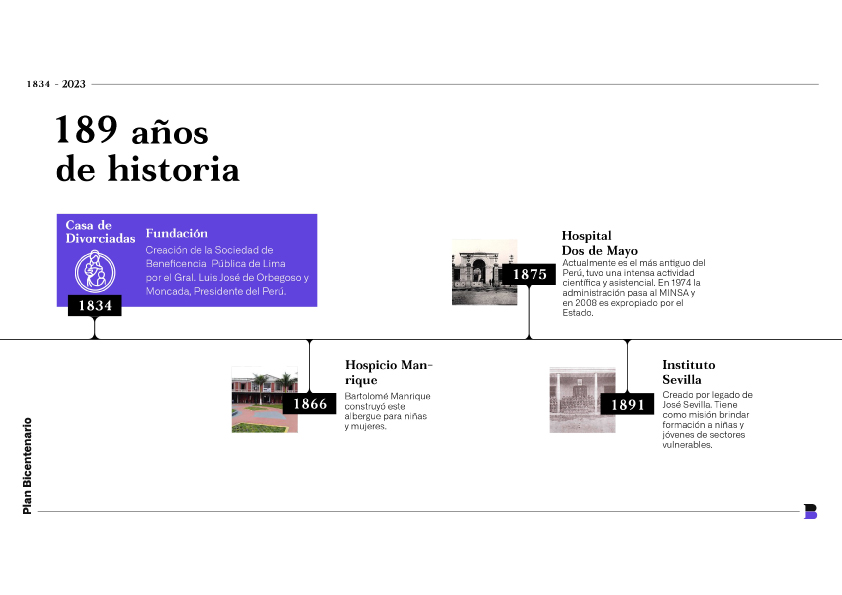 1834 - 2023
189 años
de historia
Casa de
Divorciadas
Fundación
Creación de la Sociedad de
Beneficencia Pública de Lima
por el Gral. Luis José de Orbegoso y
Moncada, Presidente del Perú.
1834
Hospicio Man-
rique
Bartolomé Manrique
construyó este
albergue para niñas
y mujeres.
1866
Hospital
Dos de Mayo
Actualmente es el más antiguo del
Perú, tuvo una intensa actividad
científica y asistencial. En 1974 la
administración pasa al MINSA y
en 2008 es expropiado por el
Estado.
1875
Instituto
Sevilla
Creado por legado de
José Sevilla. Tiene
como misión brindar
formación a niñas y
jóvenes de sectores
vulnerables.
1891
Plan Bicentenario
B